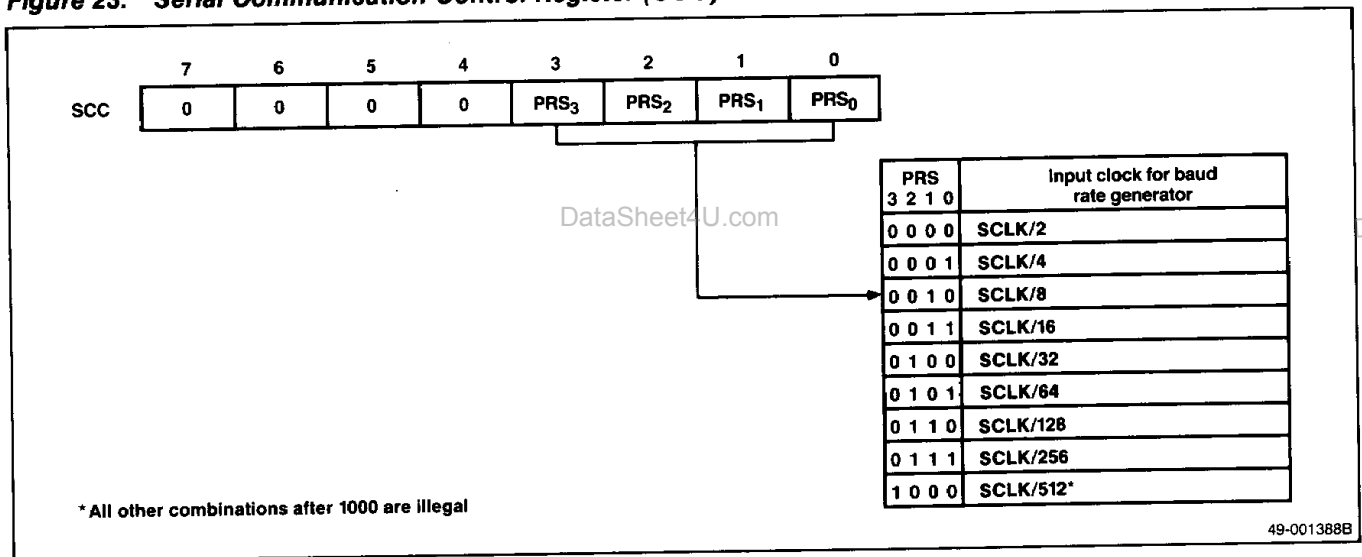 Figure 23. Serial Communication Control Register (SCC)
7 6 5 4 3 2 1 0
SCC 0 0 0 0 PRS₃ PRS₂ PRS₁ PRS₀
PRS
3 2 1 0
Input clock for baud
rate generator
DataSheet4U.com
0 0 0 0 SCLK/2
0 0 0 1 SCLK/4
0 0 1 0 SCLK/8
0 0 1 1 SCLK/16
0 1 0 0 SCLK/32
0 1 0 1 SCLK/64
0 1 1 0 SCLK/128
0 1 1 1 SCLK/256
1 0 0 0 SCLK/512*
*All other combinations after 1000 are illegal
49-001388B